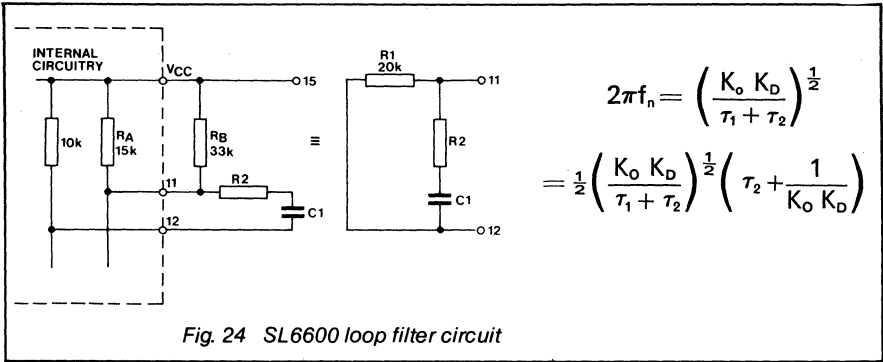 INTERNAL
CIRCUITRY
VCC
15
10k
RA
15k
RB
33k
11
R2
12
C1
≡
R1
20k
11
R2
C1
12
2πfn = ( Ko KD / τ1 + τ2 )^½
= ½ ( Ko KD / τ1 + τ2 )^½ ( τ2 + 1 / Ko KD )
Fig. 24 SL6600 loop filter circuit